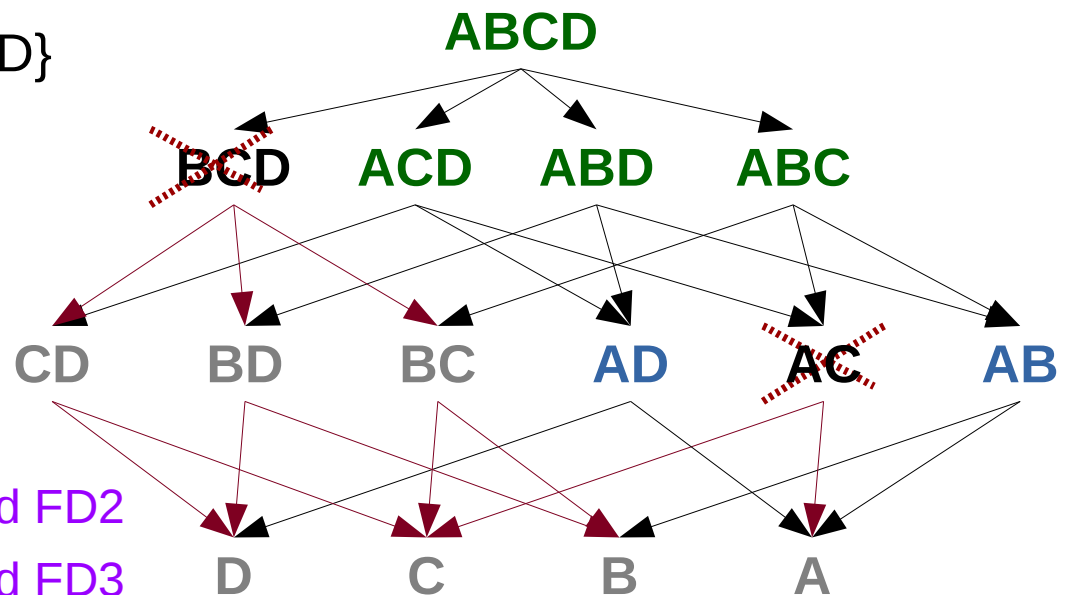 ABCD
D}
BCD ACD ABD ABC
CD BD BC AD AC AB
d FD2
d FD3
D C B A